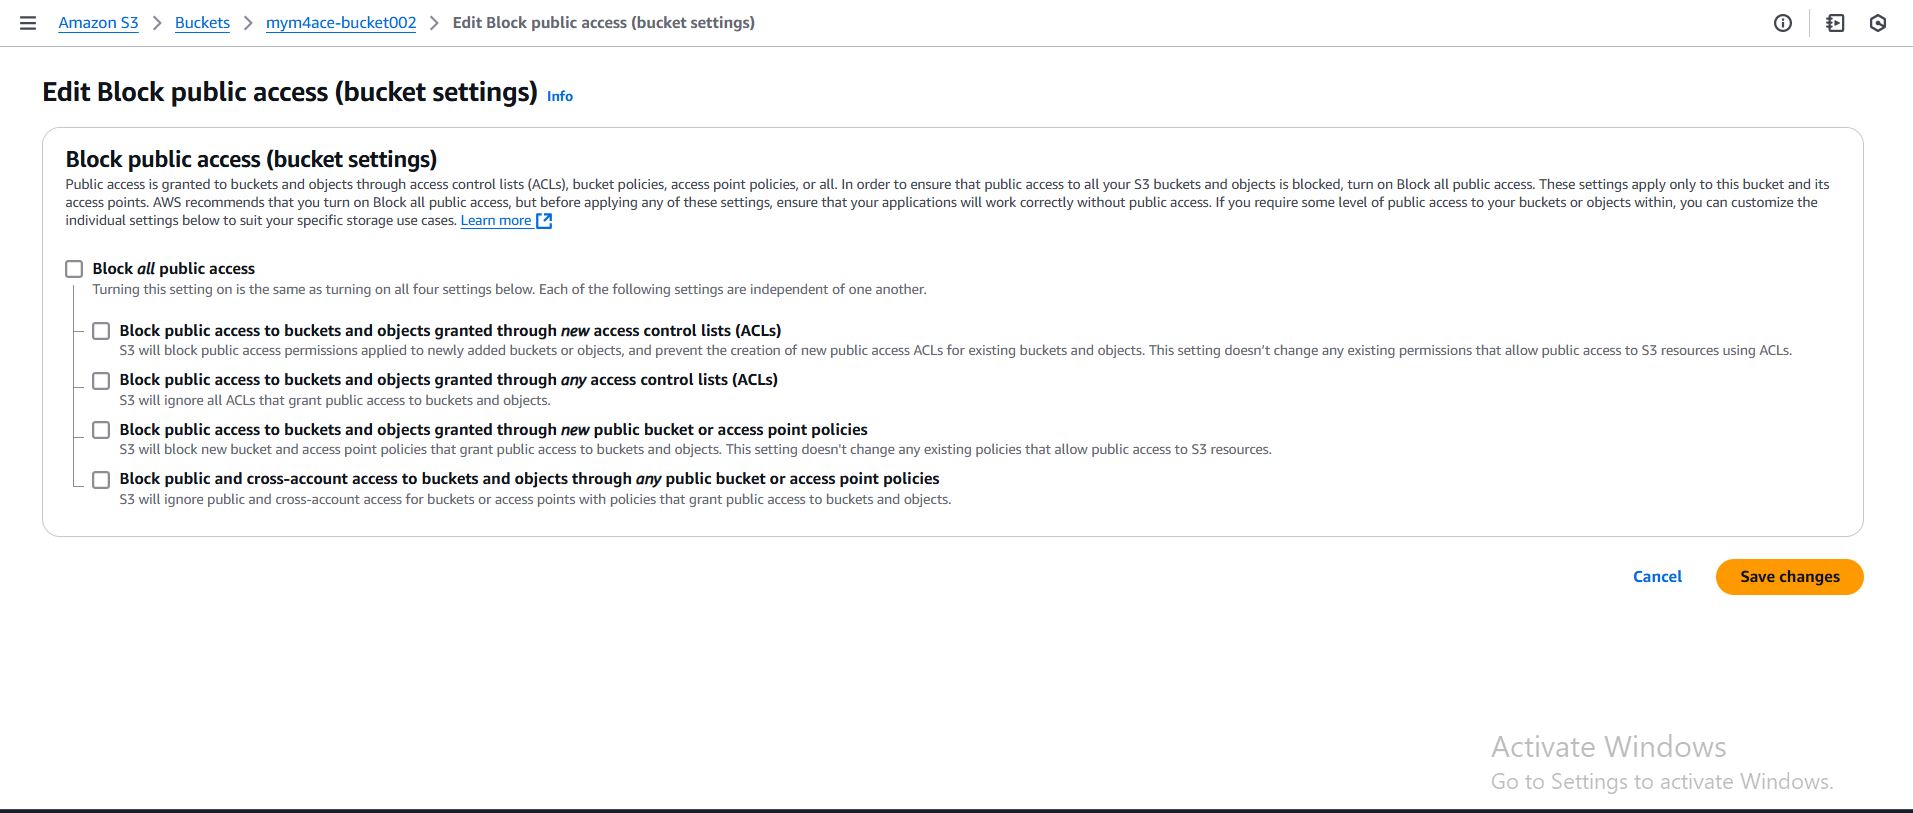 Amazon S3 > Buckets > mym4ace-bucket002 > Edit Block public access (bucket settings)
Edit Block public access (bucket settings) Info
Block public access (bucket settings)
Public access is granted to buckets and objects through access control lists (ACLs), bucket policies, access point policies, or all. In order to ensure that public access to all your S3 buckets and objects is blocked, turn on Block all public access. These settings apply only to this bucket and its
access points. AWS recommends that you turn on Block all public access, but before applying any of these settings, ensure that your applications will work correctly without public access. If you require some level of public access to your buckets or objects within, you can customize the
individual settings below to suit your specific storage use cases. Learn more
Block all public access
Turning this setting on is the same as turning on all four settings below. Each of the following settings are independent of one another.
Block public access to buckets and objects granted through new access control lists (ACLs)
S3 will block public access permissions applied to newly added buckets or objects, and prevent the creation of new public access ACLs for existing buckets and objects. This setting doesn’t change any existing permissions that allow public access to S3 resources using ACLs.
Block public access to buckets and objects granted through any access control lists (ACLs)
S3 will ignore all ACLs that grant public access to buckets and objects.
Block public access to buckets and objects granted through new public bucket or access point policies
S3 will block new bucket and access point policies that grant public access to buckets and objects. This setting doesn't change any existing policies that allow public access to S3 resources.
Block public and cross-account access to buckets and objects through any public bucket or access point policies
S3 will ignore public and cross-account access for buckets or access points with policies that grant public access to buckets and objects.
Cancel Save changes
Activate Windows
Go to Settings to activate Windows.